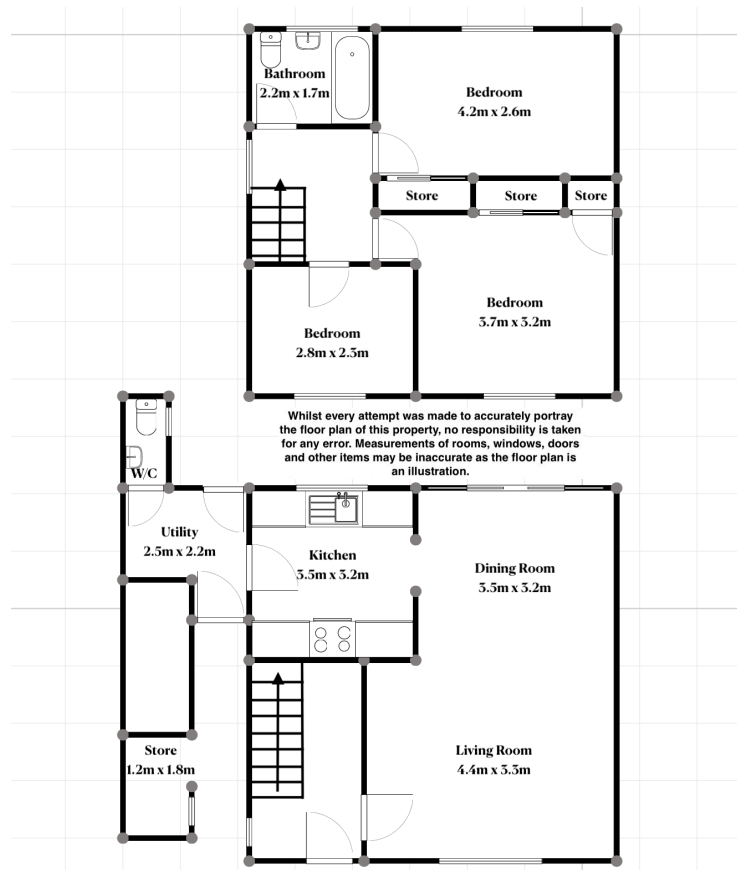 Bathroom
2.2m x 1.7m
Bedroom
4.2m x 2.6m
Store
Store
Store
Bedroom
3.7m x 3.2m
Bedroom
2.8m x 2.3m
Whilst every attempt was made to accurately portray
the floor plan of this property, no responsibility is taken
for any error. Measurements of rooms, windows, doors
and other items may be inaccurate as the floor plan is
an illustration.
W/C
Utility
2.5m x 2.2m
Kitchen
3.5m x 3.2m
Dining Room
3.5m x 3.2m
Store
1.2m x 1.8m
Living Room
4.4m x 3.3m